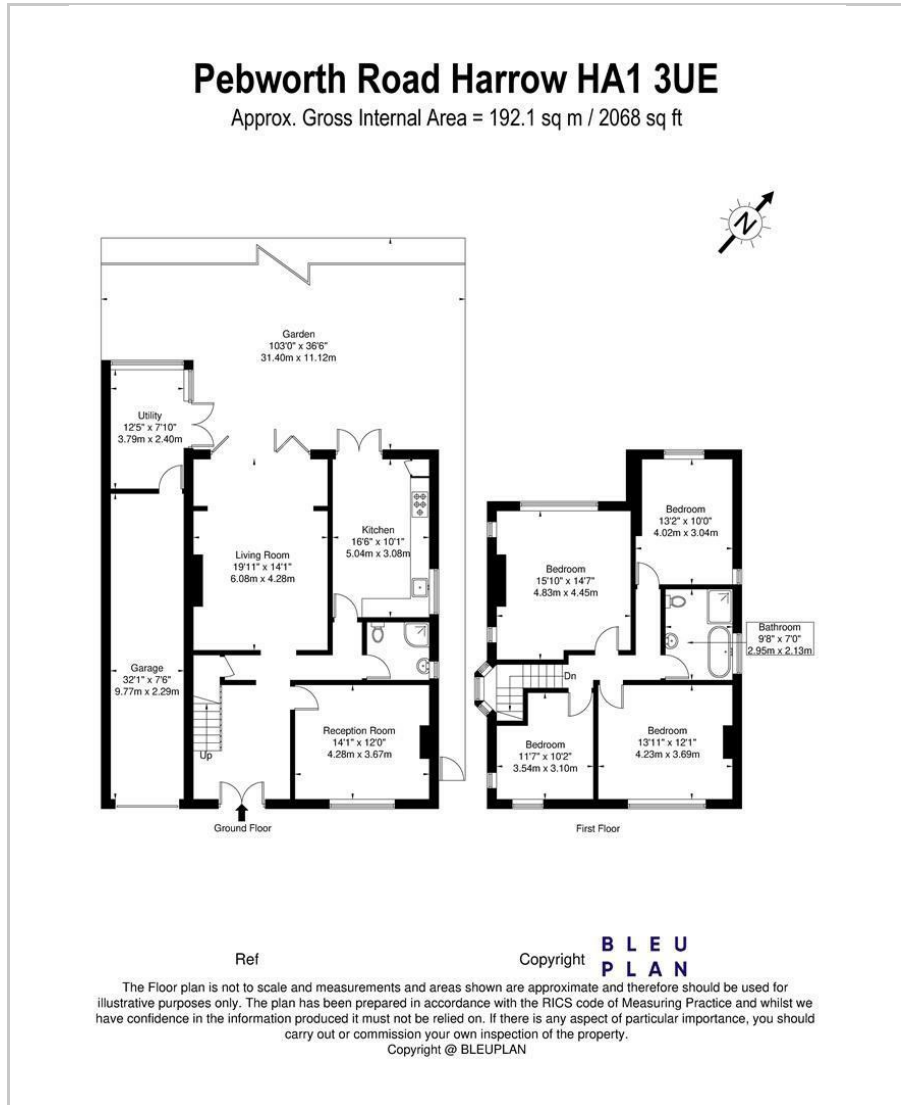 Pebworth Road Harrow HA1 3UE
Approx. Gross Internal Area = 192.1 sq m / 2068 sq ft
N
Garden
103'0" x 36'6"
31.40m x 11.12m
Utility
12'5" x 7'10"
3.79m x 2.40m
Living Room
19'11" x 14'1"
6.08m x 4.28m
Kitchen
16'6" x 10'1"
5.04m x 3.08m
Garage
32'1" x 7'6"
9.77m x 2.29m
Up
Reception Room
14'1" x 12'0"
4.28m x 3.67m
Ground Floor
Bedroom
13'2" x 10'0"
4.02m x 3.04m
Bedroom
15'10" x 14'7"
4.83m x 4.45m
Bathroom
9'8" x 7'0"
2.95m x 2.13m
Dn
Bedroom
11'7" x 10'2"
3.54m x 3.10m
Bedroom
13'11" x 12'1"
4.23m x 3.69m
First Floor
Ref
Copyright
BLEU
PLAN
The Floor plan is not to scale and measurements and areas shown are approximate and therefore should be used for
illustrative purposes only. The plan has been prepared in accordance with the RICS code of Measuring Practice and whilst we
have confidence in the information produced it must not be relied on. If there is any aspect of particular importance, you should
carry out or commission your own inspection of the property.
Copyright @ BLEUPLAN